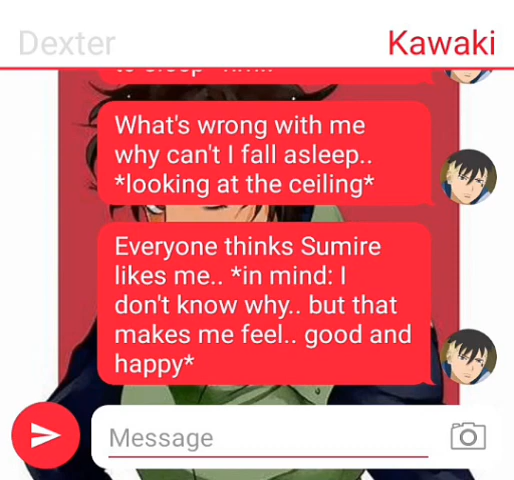 Dexter
Kawaki
What's wrong with me
why can't I fall asleep..
*looking at the ceiling*
Everyone thinks Sumire
likes me.. *in mind: I
don't know why.. but that
makes me feel.. good and
happy*
Message